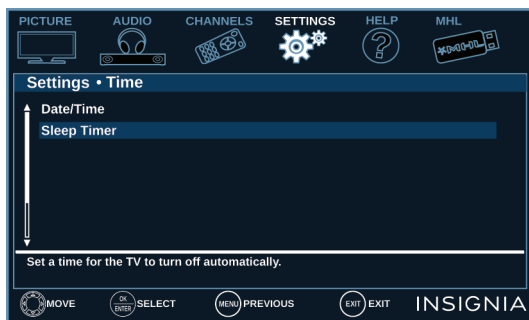 PICTURE AUDIO CHANNELS SETTINGS HELP MHL
MHL
Settings • Time
Date/Time
Sleep Timer
Set a time for the TV to turn off automatically.
MOVE OK ENTER SELECT MENU PREVIOUS EXIT EXIT INSIGNIA